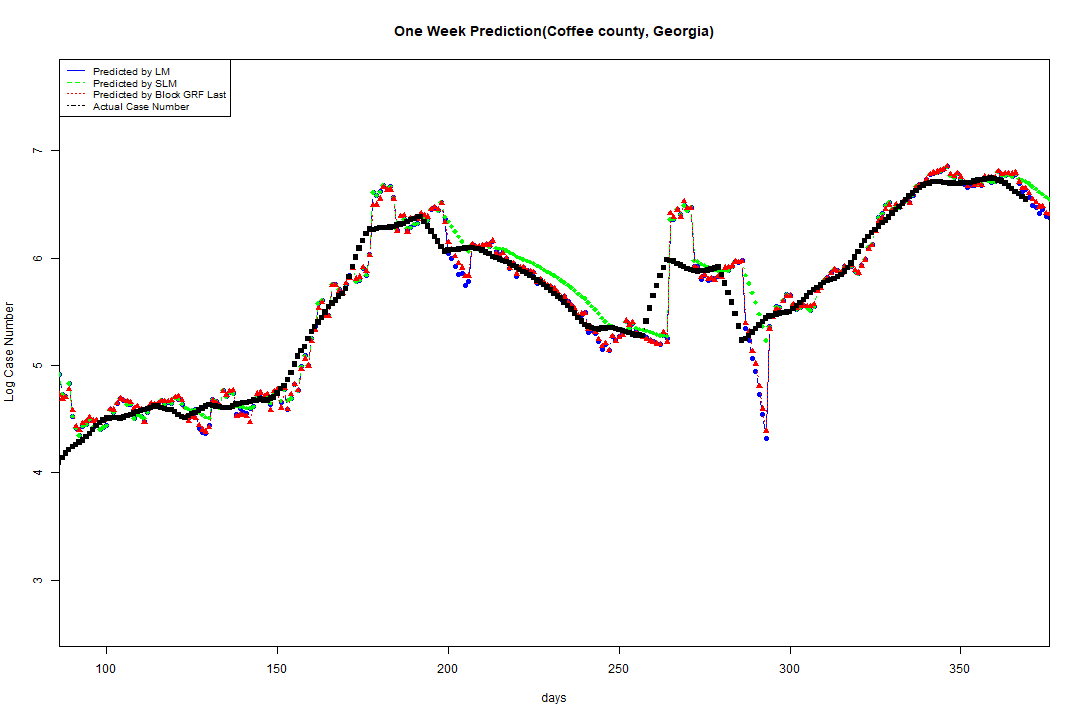 One Week Prediction(Coffee county, Georgia)
Predicted by LM
Predicted by SLM
Predicted by Block GRF Last
Actual Case Number
7
6
5
4
3
Log Case Number
100 150 200 250 300 350
days